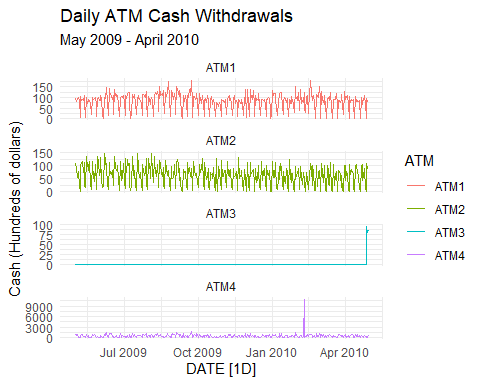 Daily ATM Cash Withdrawals
May 2009 - April 2010
ATM1
150
100
50
0
ATM2
150
100
50
0
ATM3
100
75
50
25
0
ATM4
9000
6000
3000
0
Jul 2009 Oct 2009 Jan 2010 Apr 2010
DATE [1D]
Cash (Hundreds of dollars)
ATM
ATM1
ATM2
ATM3
ATM4